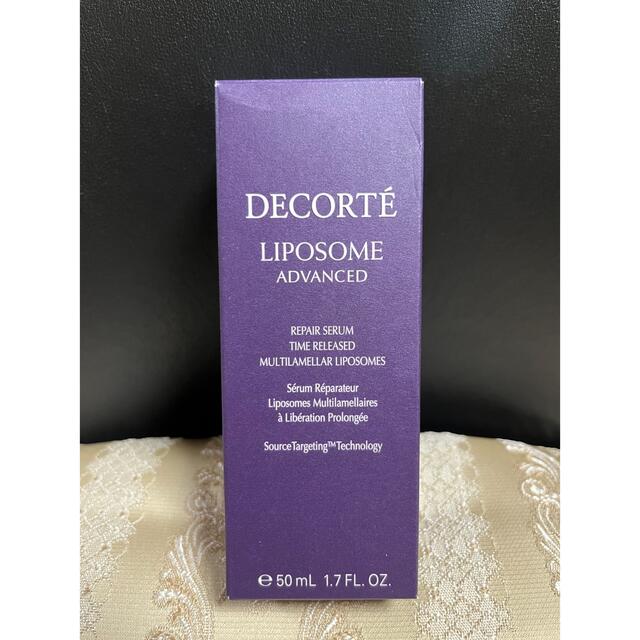 DECORTÉ
LIPOSOME
ADVANCED
REPAIR SERUM
TIME RELEASED
MULTILAMELLAR LIPOSOMES
Sérum Réparateur
Liposomes Multilamellaires
à Libération Prolongée
SourceTargeting™Technology
℮ 50 mL 1.7 FL. OZ.